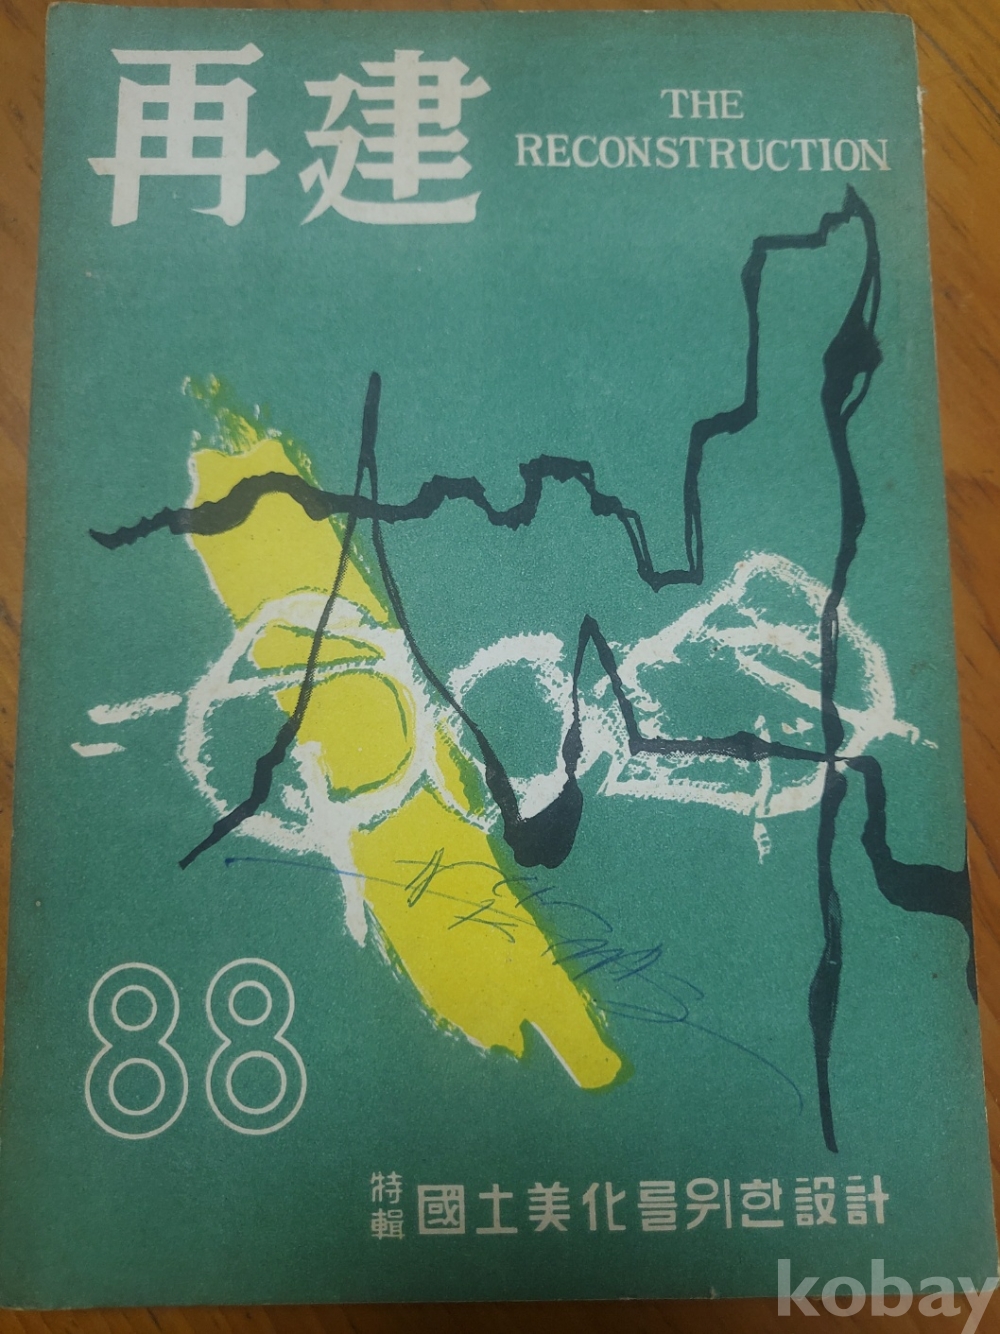 再建
THE
RECONSTRUCTION
88
特輯
國土美化를위한設計
kobay